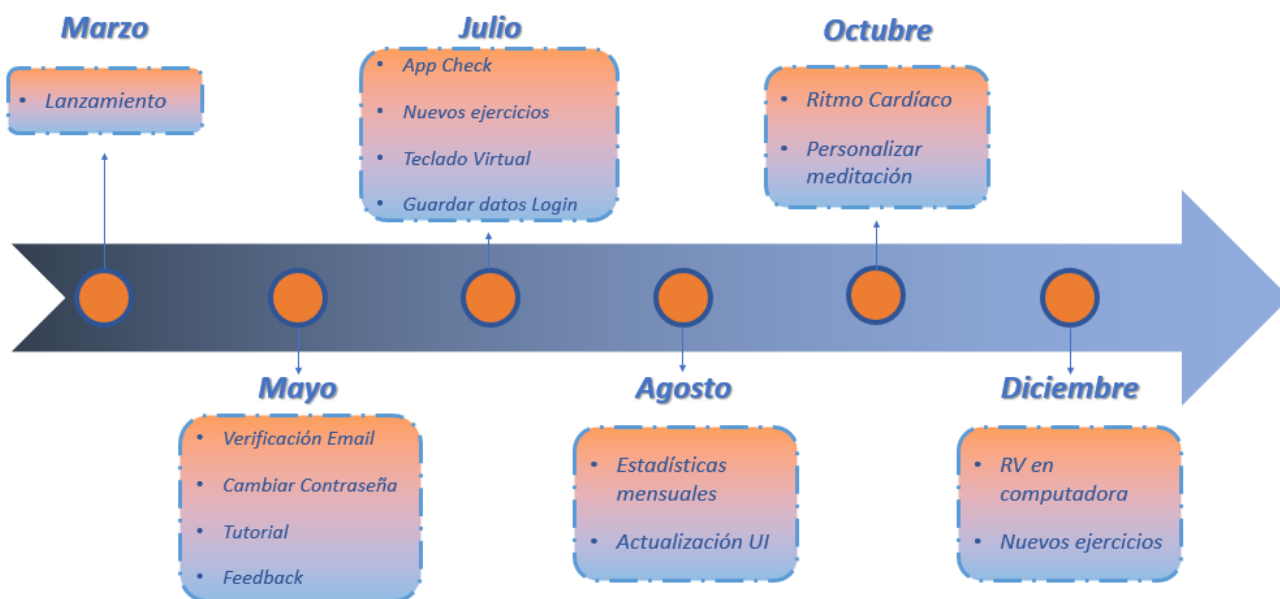 Marzo
• Lanzamiento
Julio
• App Check
• Nuevos ejercicios
• Teclado Virtual
• Guardar datos Login
Octubre
• Ritmo Cardíaco
• Personalizar
meditación
Mayo
• Verificación Email
• Cambiar Contraseña
• Tutorial
• Feedback
Agosto
• Estadísticas
mensuales
• Actualización UI
Diciembre
• RV en
computadora
• Nuevos ejercicios